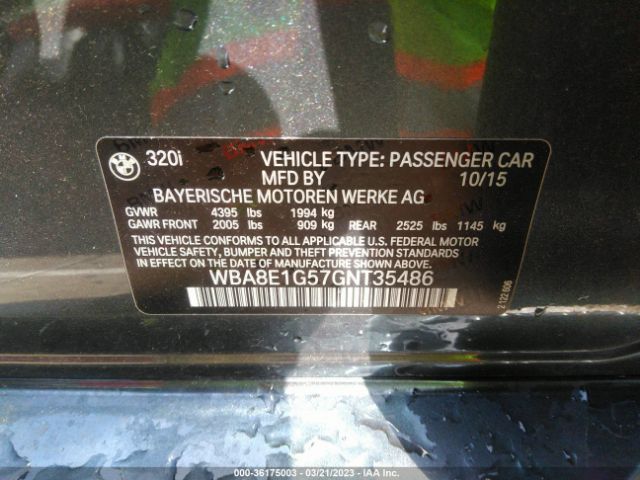 320i VEHICLE TYPE: PASSENGER CAR
MFD BY 10/15
BAYERISCHE MOTOREN WERKE AG
GVWR 4395 lbs 1994 kg
GAWR FRONT 2005 lbs 909 kg REAR 2525 lbs 1145 kg
THIS VEHICLE CONFORMS TO ALL APPLICABLE U.S. FEDERAL MOTOR
VEHICLE SAFETY, BUMPER AND THEFT PREVENTION STANDARDS
IN EFFECT ON THE DATE OF MANUFACTURE SHOWN ABOVE.
WBA8E1G57GNT35486
2 122 606
000-36175003 - 03/21/2023 - IAA Inc.